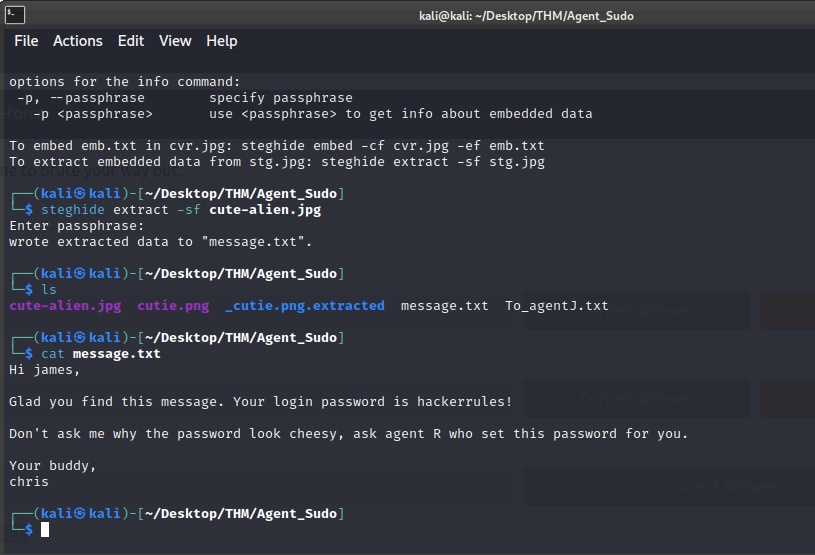 kali@kali: ~/Desktop/THM/Agent_Sudo
File Actions Edit View Help
options for the info command:
-p, --passphrase specify passphrase
-p <passphrase> use <passphrase> to get info about embedded data
To embed emb.txt in cvr.jpg: steghide embed -cf cvr.jpg -ef emb.txt
To extract embedded data from stg.jpg: steghide extract -sf stg.jpg
┌──(kali㉿kali)-[~/Desktop/THM/Agent_Sudo]
└─$ steghide extract -sf cute-alien.jpg
Enter passphrase:
wrote extracted data to "message.txt".
┌──(kali㉿kali)-[~/Desktop/THM/Agent_Sudo]
└─$ ls
cute-alien.jpg cutie.png _cutie.png.extracted message.txt To_agentJ.txt
┌──(kali㉿kali)-[~/Desktop/THM/Agent_Sudo]
└─$ cat message.txt
Hi james,
Glad you find this message. Your login password is hackerrules!
Don't ask me why the password look cheesy, ask agent R who set this password for you.
Your buddy,
chris
┌──(kali㉿kali)-[~/Desktop/THM/Agent_Sudo]
└─$
Correct Answer
Correct Answer